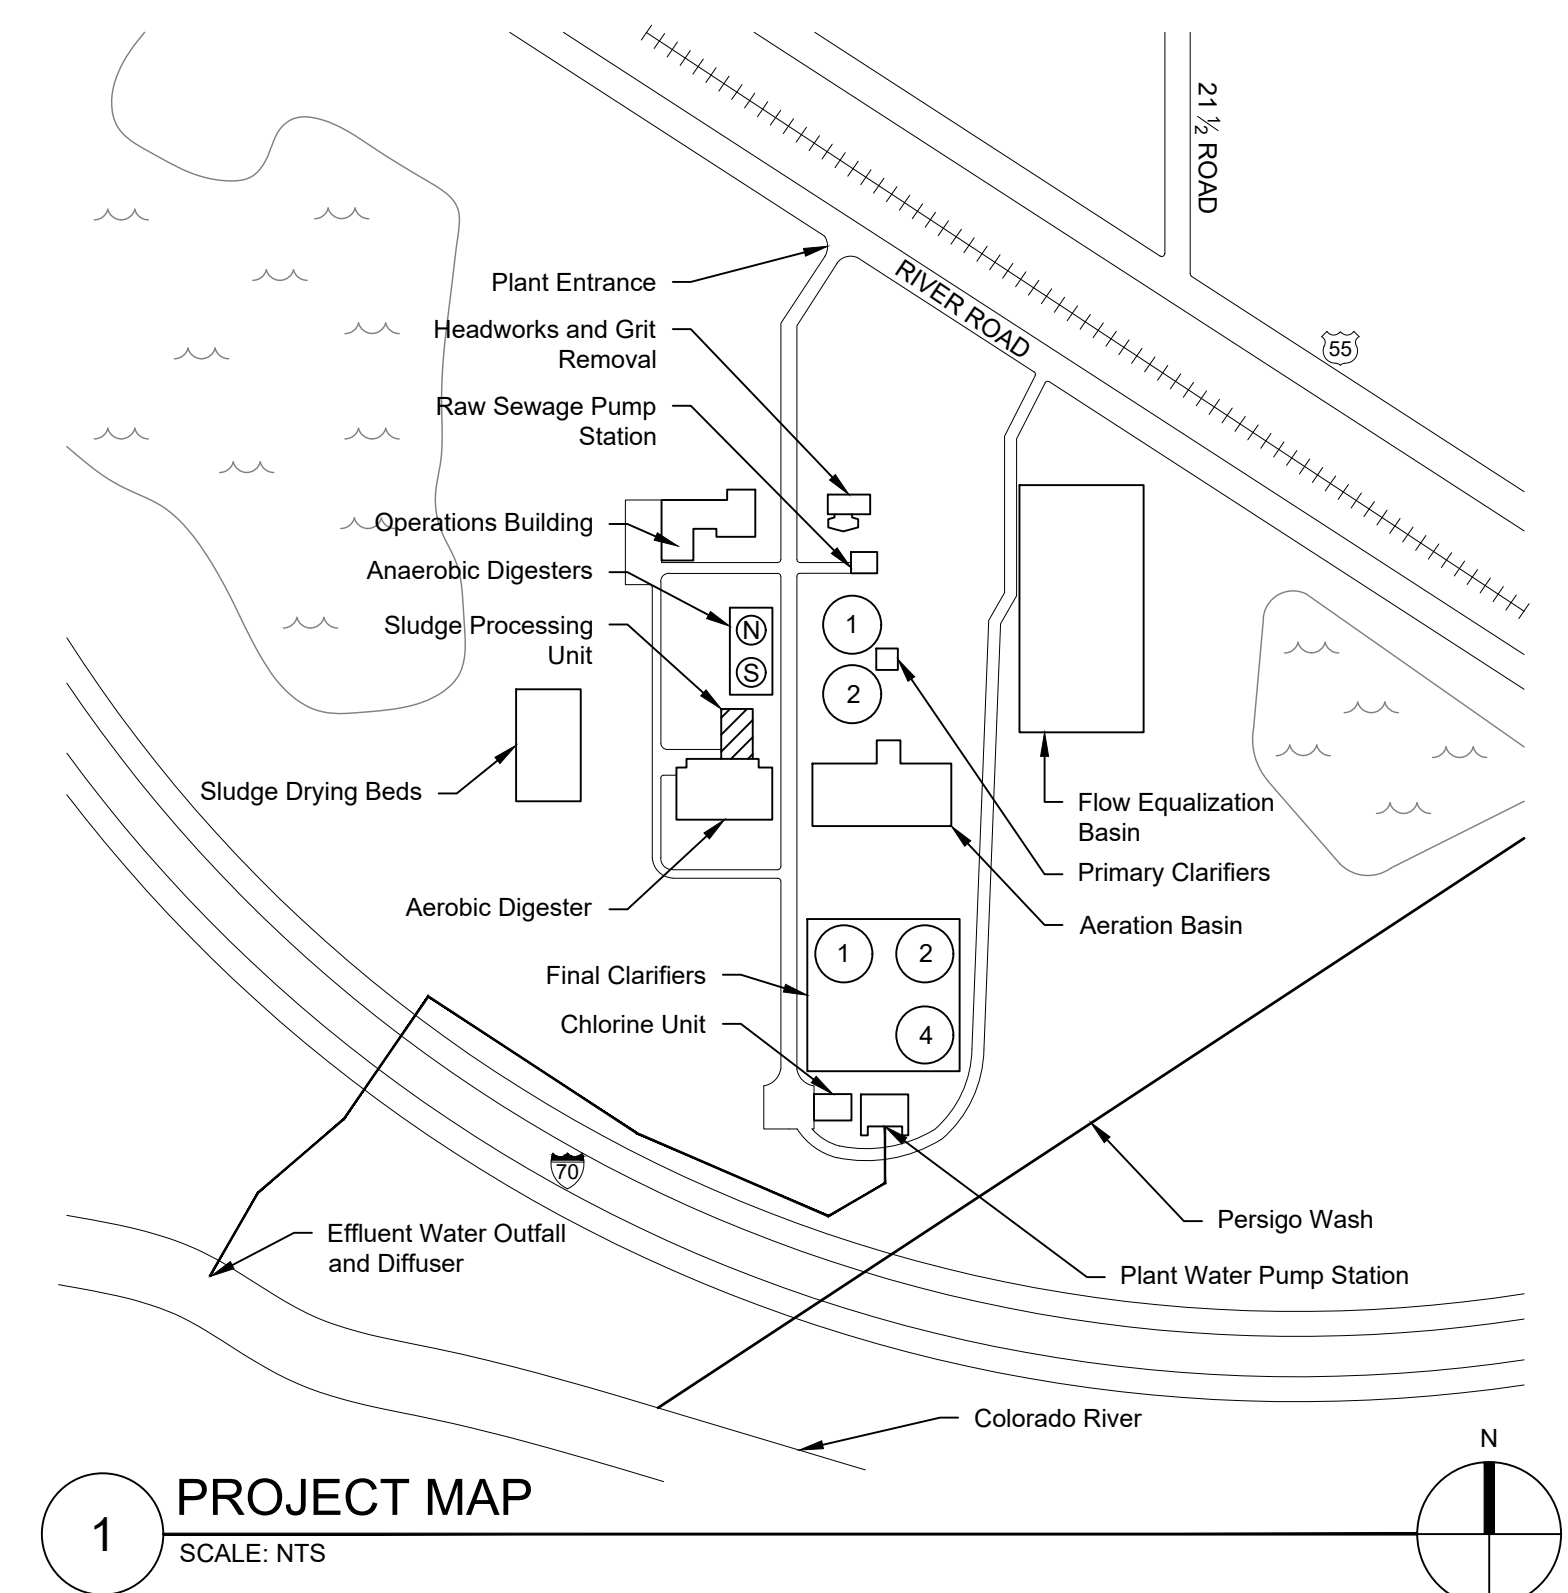 21 ½ ROAD
Plant Entrance
RIVER ROAD
Headworks and Grit
Removal
55
Raw Sewage Pump
Station
Operations Building
Anaerobic Digesters
Sludge Processing
Unit
N
S
1
2
Sludge Drying Beds
Flow Equalization
Basin
Primary Clarifiers
Aerobic Digester
Aeration Basin
Final Clarifiers
1
2
4
Chlorine Unit
70
Effluent Water Outfall
and Diffuser
Persigo Wash
Plant Water Pump Station
Colorado River
N
1
PROJECT MAP
SCALE: NTS